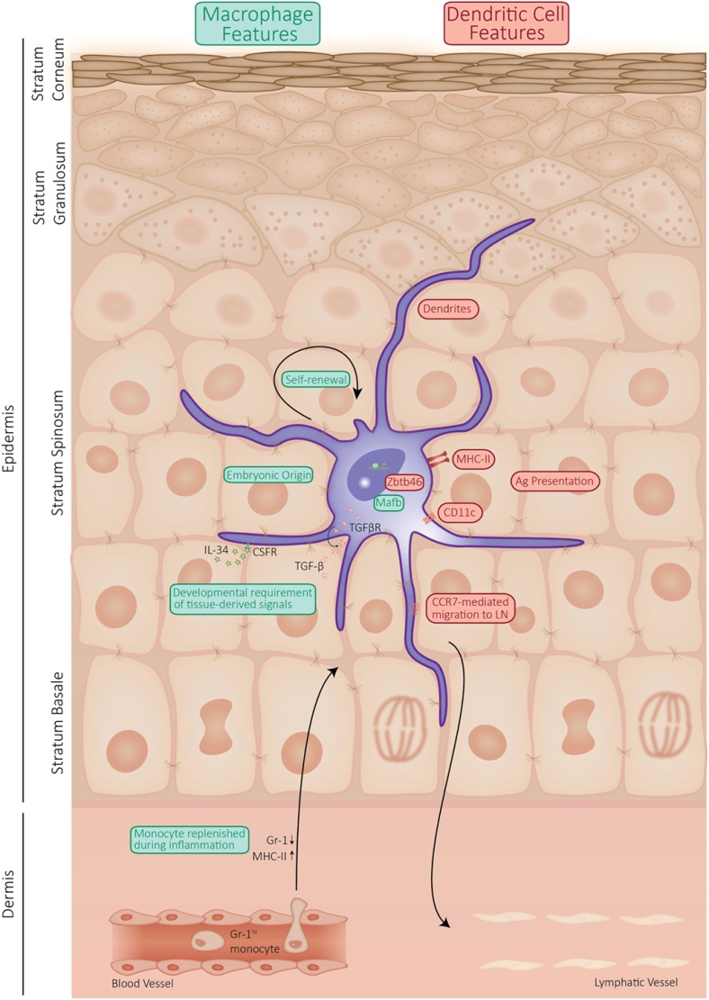 Macrophage
Features
Dendritic Cell
Features
Stratum
Corneum
Stratum
Granulosum
Dendrites
Self-renewal
Epidermis
Stratum Spinosum
MHC-II
Embryonic Origin
Zbtb46
Ag Presentation
Mafb
CD11c
TGFβR
IL-34
CSFR
TGF-β
Developmental requirement
of tissue-derived signals
CCR7-mediated
migration to LN
Stratum Basale
Monocyte replenished
during inflammation
Gr-1↓
MHC-II↑
Dermis
Gr-1ʰⁱ
monocyte
Blood Vessel
Lymphatic Vessel